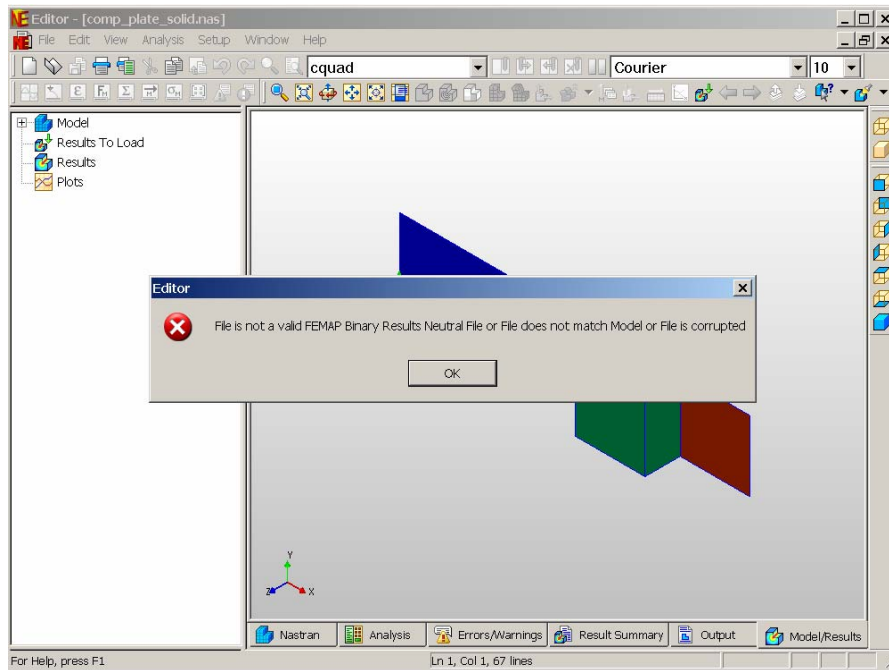 NE Editor - [comp_plate_solid.nas]
NE File Edit View Analysis Setup Window Help
cquad Courier 10
Model
Results To Load
Results
Plots
Editor
File is not a valid FEMAP Binary Results Neutral File or File does not match Model or File is corrupted
OK
Y
Z X
Nastran Analysis Errors/Warnings Result Summary Output Model/Results
For Help, press F1 Ln 1, Col 1, 67 lines